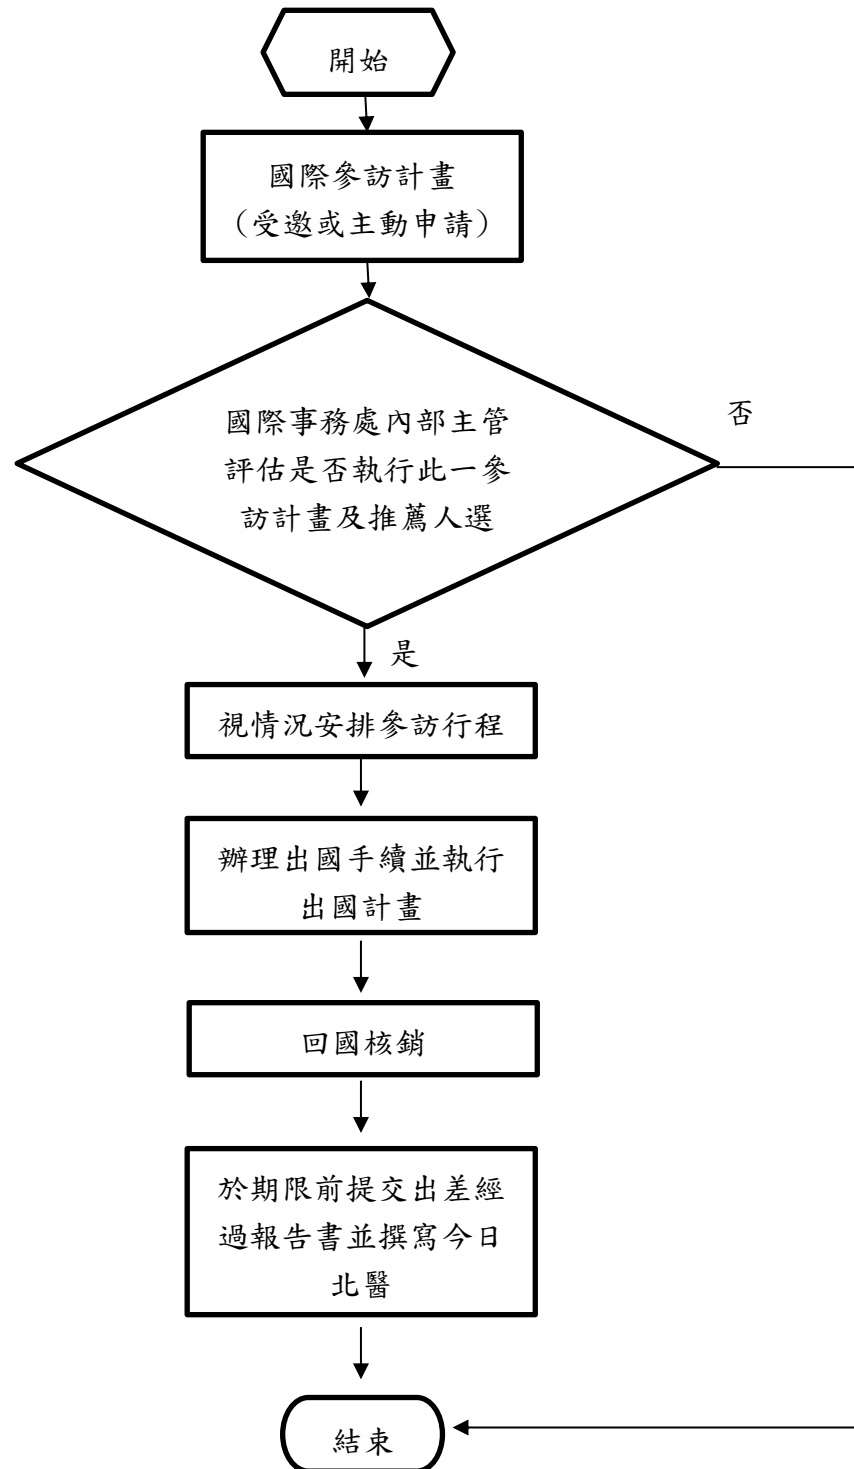 開始
國際參訪計畫
（受邀或主動申請）
國際事務處內部主管
評估是否執行此一參
訪計畫及推薦人選
否
是
視情況安排參訪行程
辦理出國手續並執行
出國計畫
回國核銷
於期限前提交出差經
過報告書並撰寫今日
北醫
結束